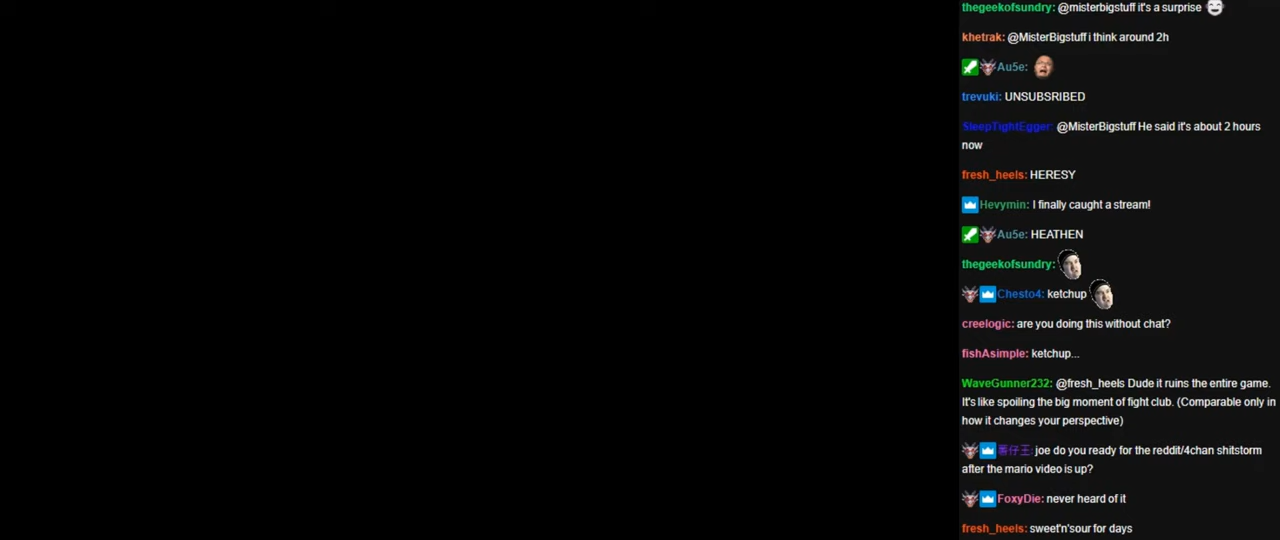 thegeekofsundry: @misterbigstuff it's a surprise
khetrak: @MisterBigstuff i think around 2h
Au5e:
trevuki: UNSUBSRIBED
SleepTightEgger: @MisterBigstuff He said it's about 2 hours
now
fresh_heels: HERESY
Hevymin: I finally caught a stream!
Au5e: HEATHEN
thegeekofsundry:
Chesto4: ketchup
creelogic: are you doing this without chat?
fishAsimple: ketchup...
WaveGunner232: @fresh_heels Dude it ruins the entire game.
It's like spoiling the big moment of fight club. (Comparable only in
how it changes your perspective)
joe do you ready for the reddit/4chan shitstorm
after the mario video is up?
FoxyDie: never heard of it
fresh_heels: sweet'n'sour for days